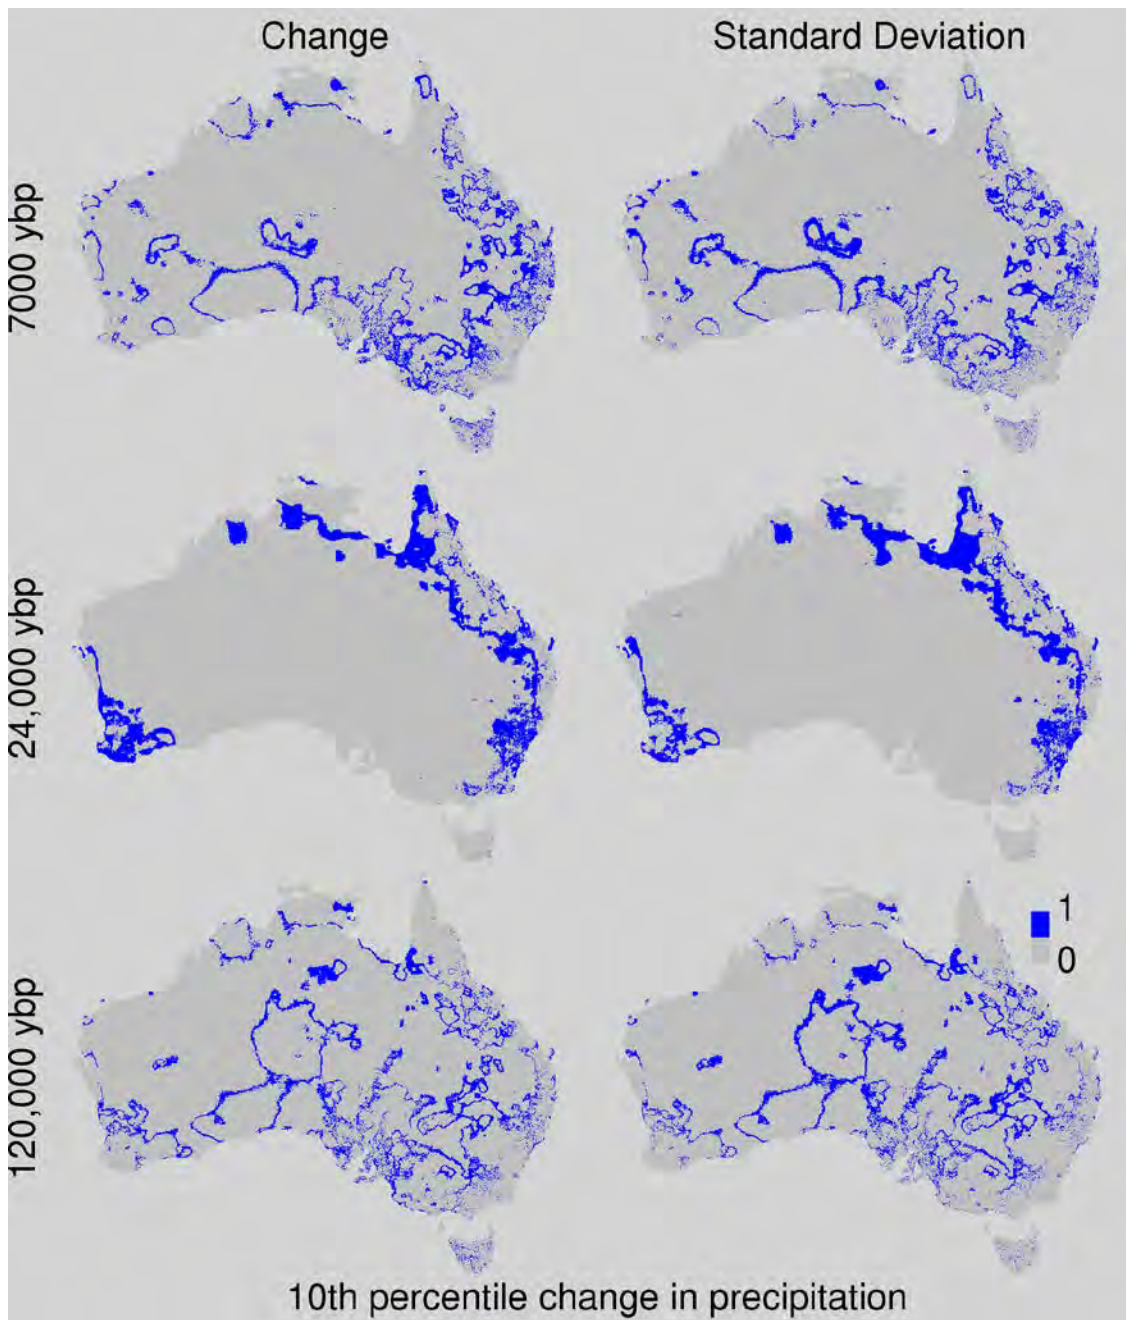 Change
Standard Deviation
7000 ybp
24,000 ybp
1
0
120,000 ybp
10th percentile change in precipitation